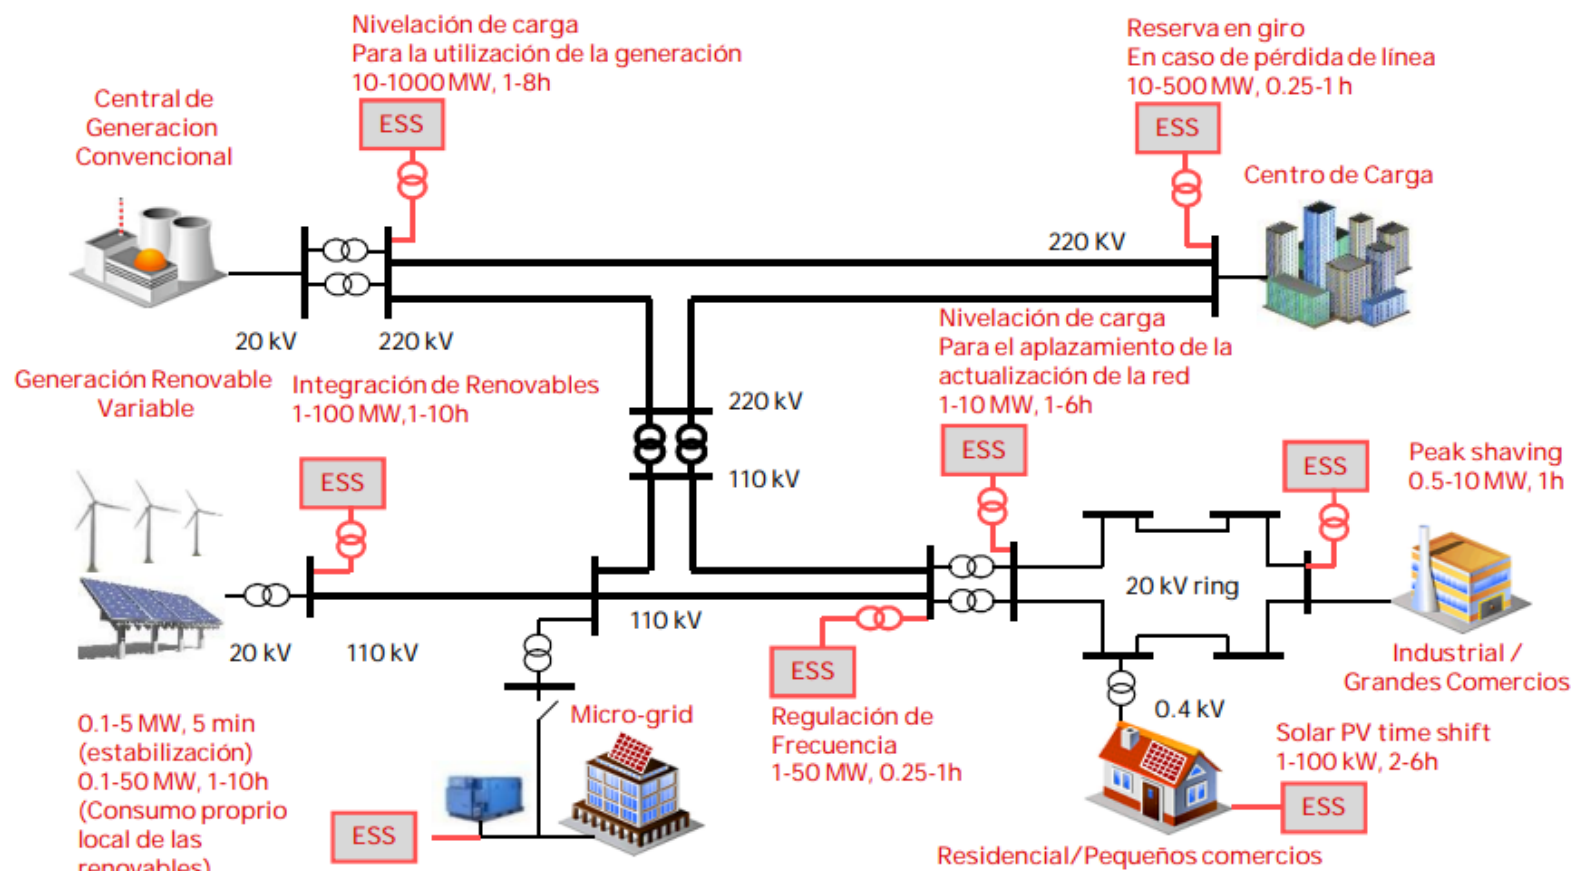 Nivelación de carga
Para la utilización de la generación
10-1000 MW, 1-8h
ESS
Reserva en giro
En caso de pérdida de línea
10-500 MW, 0.25-1 h
ESS
Central de
Generacion
Convencional
Centro de Carga
220 KV
20 kV
220 kV
Generación Renovable
Variable
Integración de Renovables
1-100 MW,1-10h
ESS
220 kV
110 kV
Nivelación de carga
Para el aplazamiento de la
actualización de la red
1-10 MW, 1-6h
ESS
Peak shaving
0.5-10 MW, 1h
ESS
20 kV ring
20 kV
110 kV
110 kV
ESS
Regulación de
Frecuencia
1-50 MW, 0.25-1h
Industrial /
Grandes Comercios
0.4 kV
Solar PV time shift
1-100 kW, 2-6h
ESS
Residencial/Pequeños comercios
Micro-grid
0.1-5 MW, 5 min
(estabilización)
0.1-50 MW, 1-10h
(Consumo proprio
local de las
renovables)
ESS